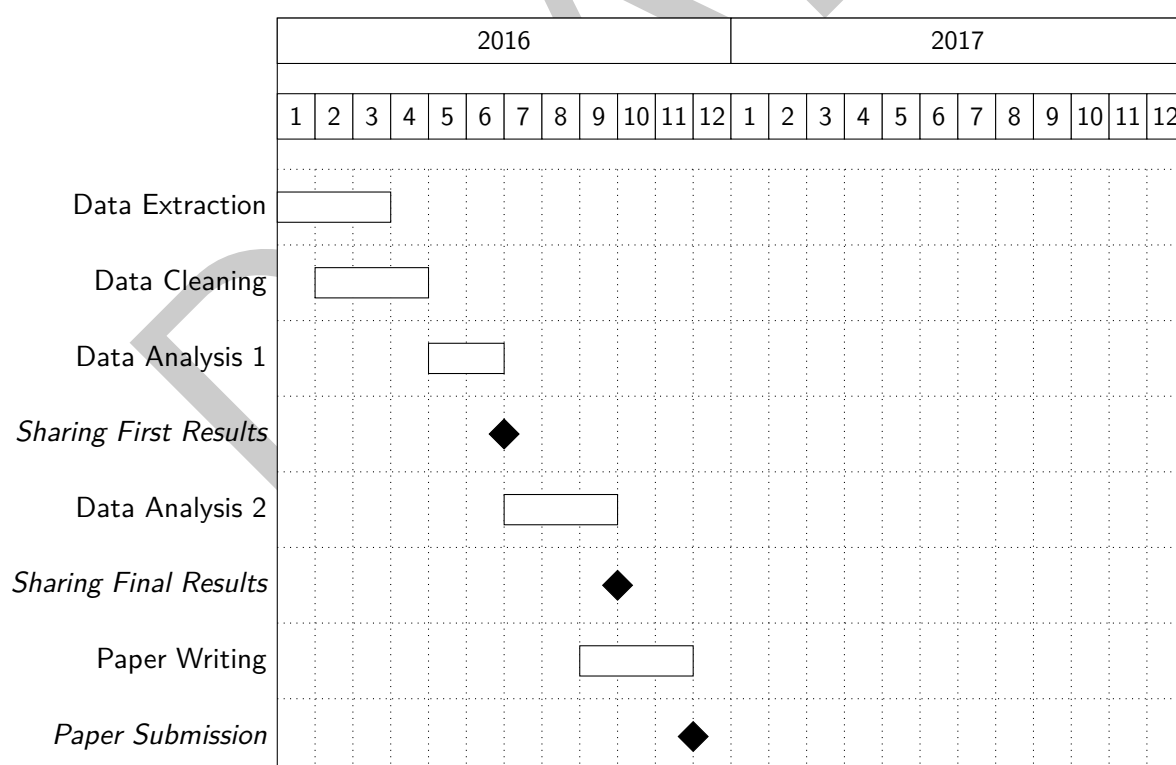 2016 2017
1 2 3 4 5 6 7 8 9 10 11 12 1 2 3 4 5 6 7 8 9 10 11 12
Data Extraction
Data Cleaning
Data Analysis 1
Sharing First Results
Data Analysis 2
Sharing Final Results
Paper Writing
Paper Submission